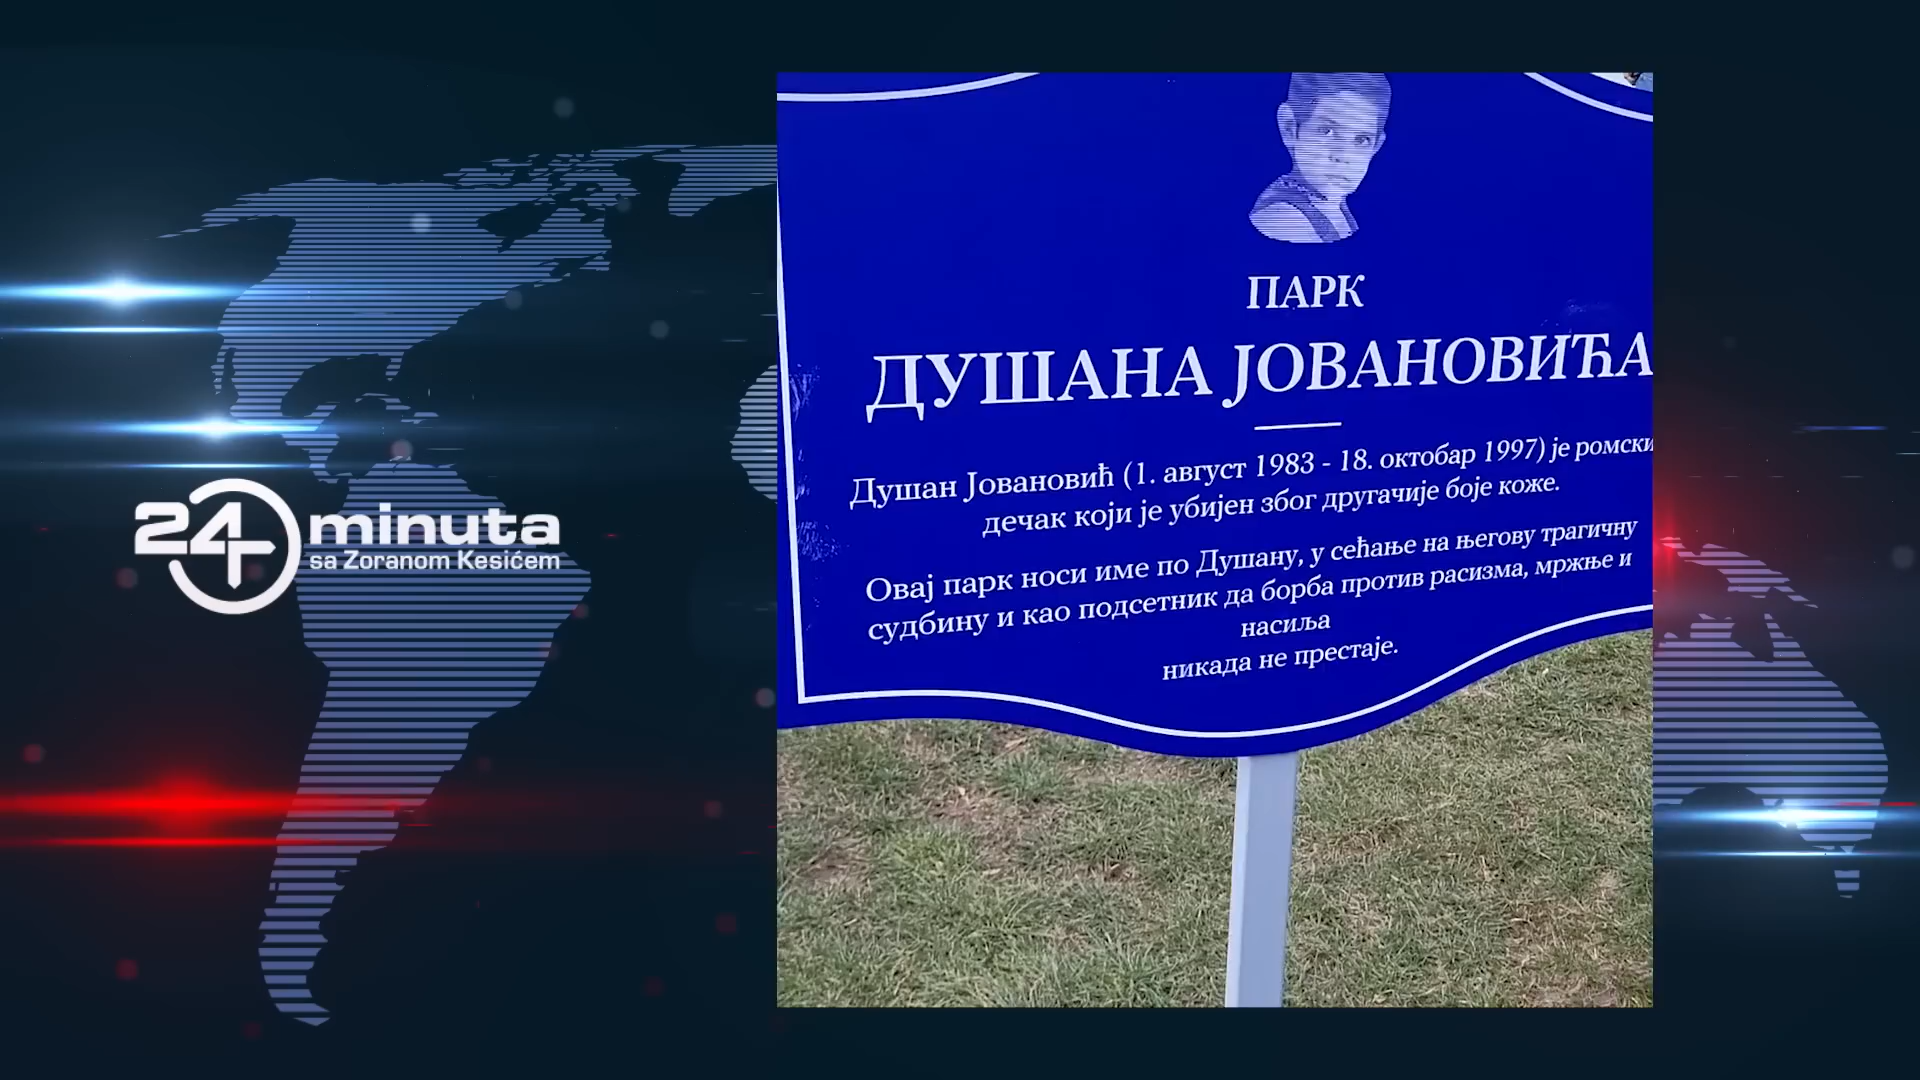 24 minuta
sa Zoranom Kesićem
ПАРК
ДУШАНА ЈОВАНОВИЋА
Душан Јовановић (1. август 1983 - 18. октобар 1997) је ромски
дечак који је убијен због другачије боје коже.
Овај парк носи име по Душану, у сећање на његову трагичну
судбину и као подсетник да борба против расизма, мржње и
насиља
никада не престаје.